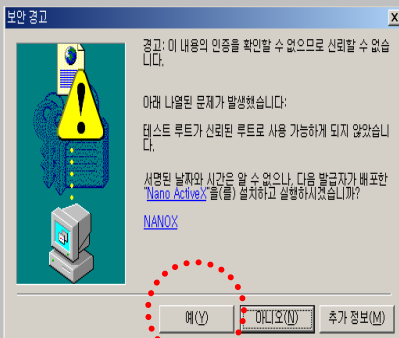 보안 경고
경고: 이 내용의 인증을 확인할 수 없으므로 신뢰할 수 없습
니다.
아래 나열된 문제가 발생했습니다:
테스트 루트가 신뢰된 루트로 사용 가능하게 되지 않았습니
다.
서명된 날짜와 시간은 알 수 없으나, 다음 발급자가 배포한
"Nano ActiveX"을(를) 설치하고 실행하시겠습니까?
NANOX
예(Y) 아니오(N) 추가 정보(M)